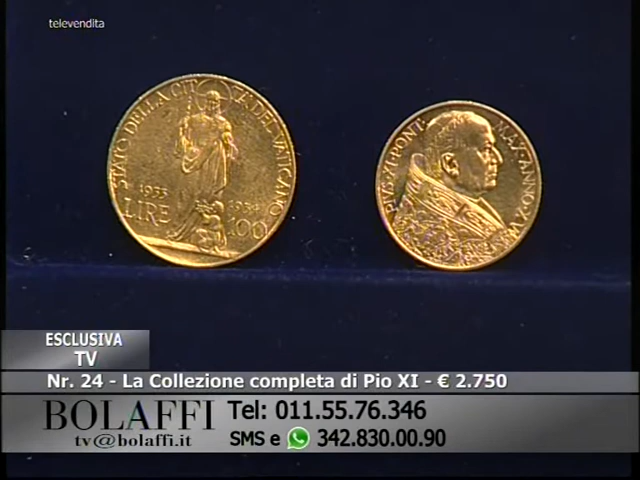 televendita
STATO DELLA CITTÀ DEL VATICANO
1933 1934
LIRE 100
PIVS·XI·PONT· MAX·ANNO·
ESCLUSIVA
TV
Nr. 24 - La Collezione completa di Pio XI - € 2.750
BOLAFFI
tv@bolaffi.it
Tel: 011.55.76.346
SMS e 342.830.00.90